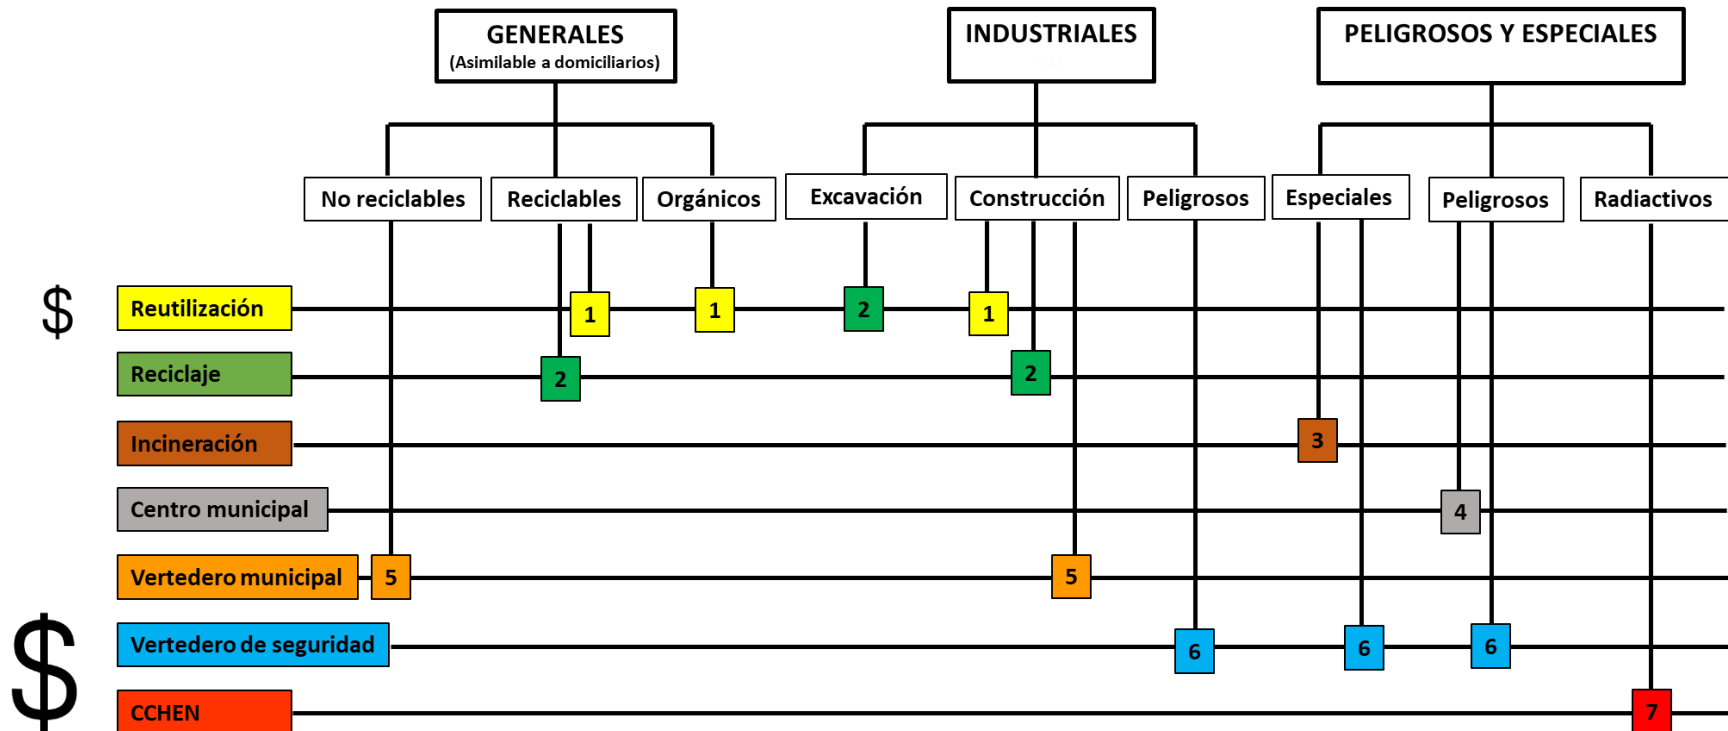 GENERALES
(Asimilable a domiciliarios)
INDUSTRIALES
PELIGROSOS Y ESPECIALES
No reciclables
Reciclables
Orgánicos
Excavación
Construcción
Peligrosos
Especiales
Peligrosos
Radiactivos
$
Reutilización
1
1
2
1
Reciclaje
2
2
Incineración
3
Centro municipal
4
Vertedero municipal
5
5
$
Vertedero de seguridad
6
6
6
CCHEN
7